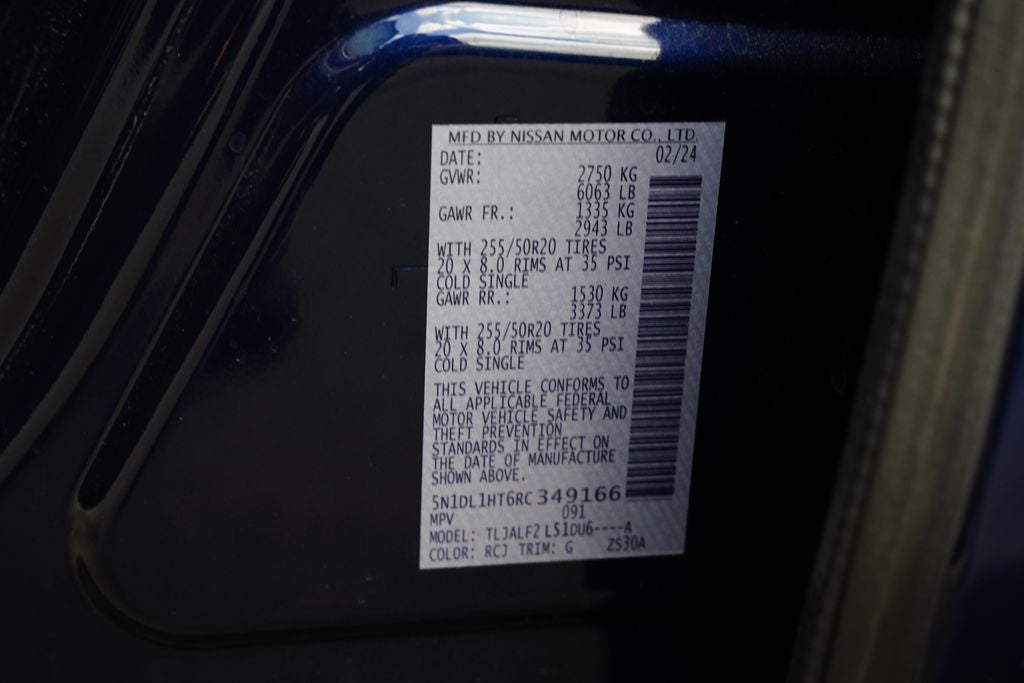 MFD BY NISSAN MOTOR CO., LTD.
DATE: 02/24
GVWR: 2750 KG
6063 LB
GAWR FR.: 1335 KG
2943 LB
WITH 255/50R20 TIRES
20 X 8.0 RIMS AT 35 PSI
COLD SINGLE
GAWR RR.: 1530 KG
3373 LB
WITH 255/50R20 TIRES
20 X 8.0 RIMS AT 35 PSI
COLD SINGLE
THIS VEHICLE CONFORMS TO
ALL APPLICABLE FEDERAL
MOTOR VEHICLE SAFETY AND
THEFT PREVENTION
STANDARDS IN EFFECT ON
THE DATE OF MANUFACTURE
SHOWN ABOVE.
5N1DL1HT6RC349166
MPV 091
MODEL: TLJALFZ L51DU6----A
COLOR: RCJ TRIM: G ZS30A